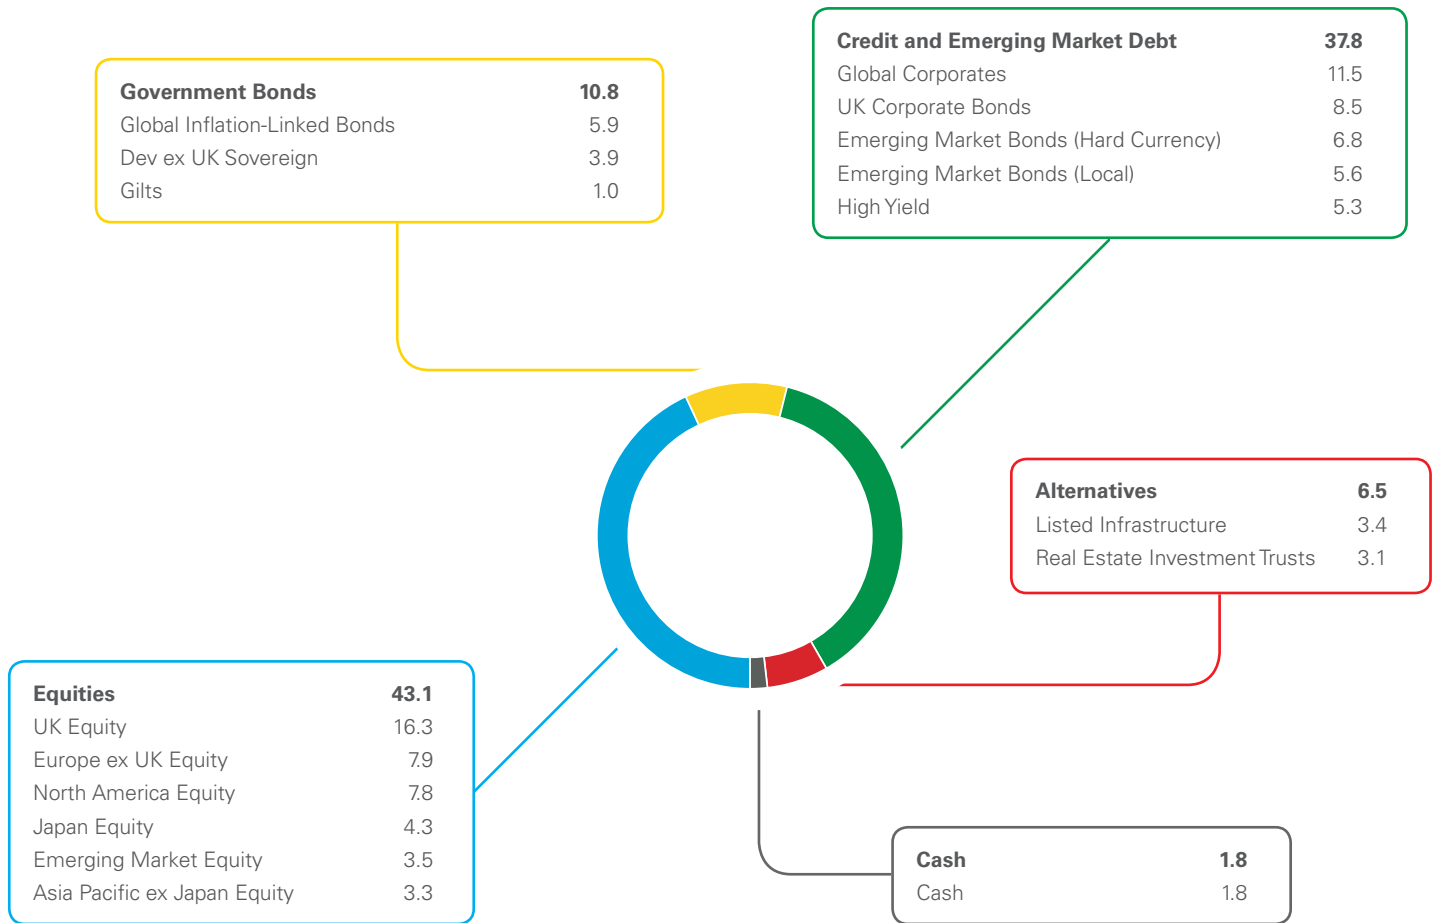 Government Bonds 10.8
Global Inflation-Linked Bonds 5.9
Dev ex UK Sovereign 3.9
Gilts 1.0
Credit and Emerging Market Debt 37.8
Global Corporates 11.5
UK Corporate Bonds 8.5
Emerging Market Bonds (Hard Currency) 6.8
Emerging Market Bonds (Local) 5.6
High Yield 5.3
Alternatives 6.5
Listed Infrastructure 3.4
Real Estate Investment Trusts 3.1
Equities 43.1
UK Equity 16.3
Europe ex UK Equity 7.9
North America Equity 7.8
Japan Equity 4.3
Emerging Market Equity 3.5
Asia Pacific ex Japan Equity 3.3
Cash 1.8
Cash 1.8